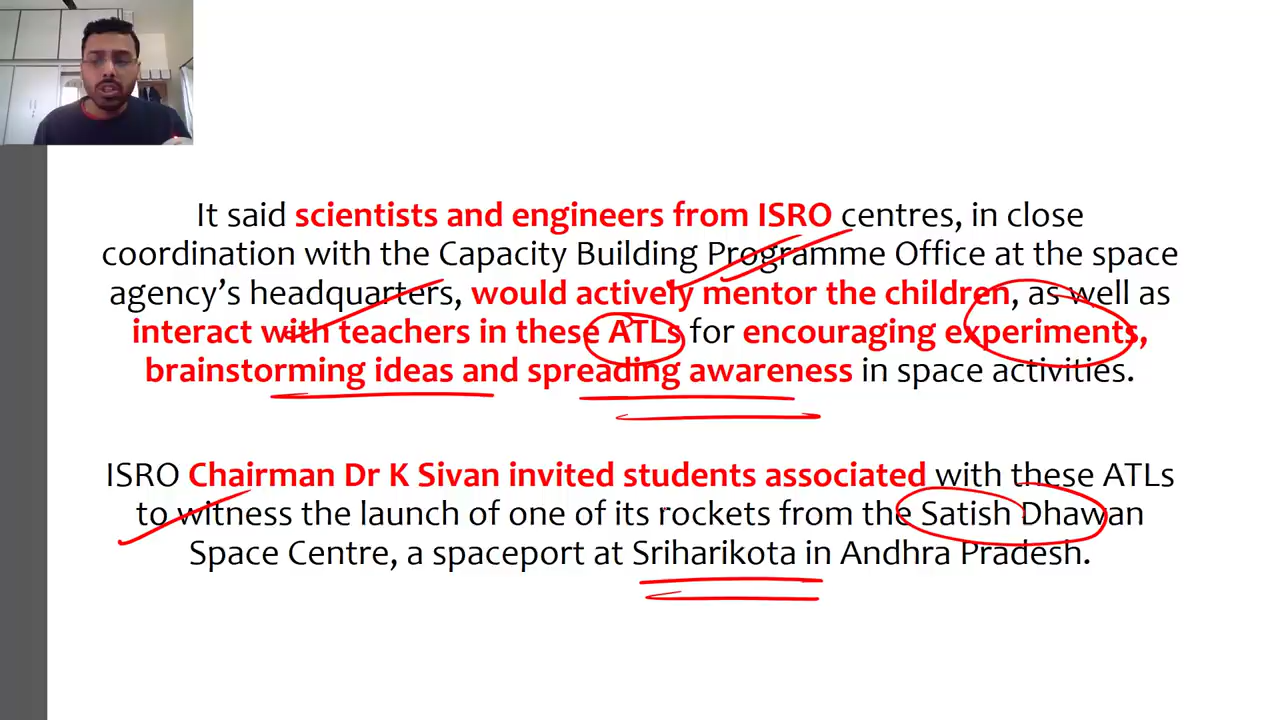 It said scientists and engineers from ISRO centres, in close
coordination with the Capacity Building Programme Office at the space
agency’s headquarters, would actively mentor the children, as well as
interact with teachers in these ATLs for encouraging experiments,
brainstorming ideas and spreading awareness in space activities.
ISRO Chairman Dr K Sivan invited students associated with these ATLs
to witness the launch of one of its rockets from the Satish Dhawan
Space Centre, a spaceport at Sriharikota in Andhra Pradesh.